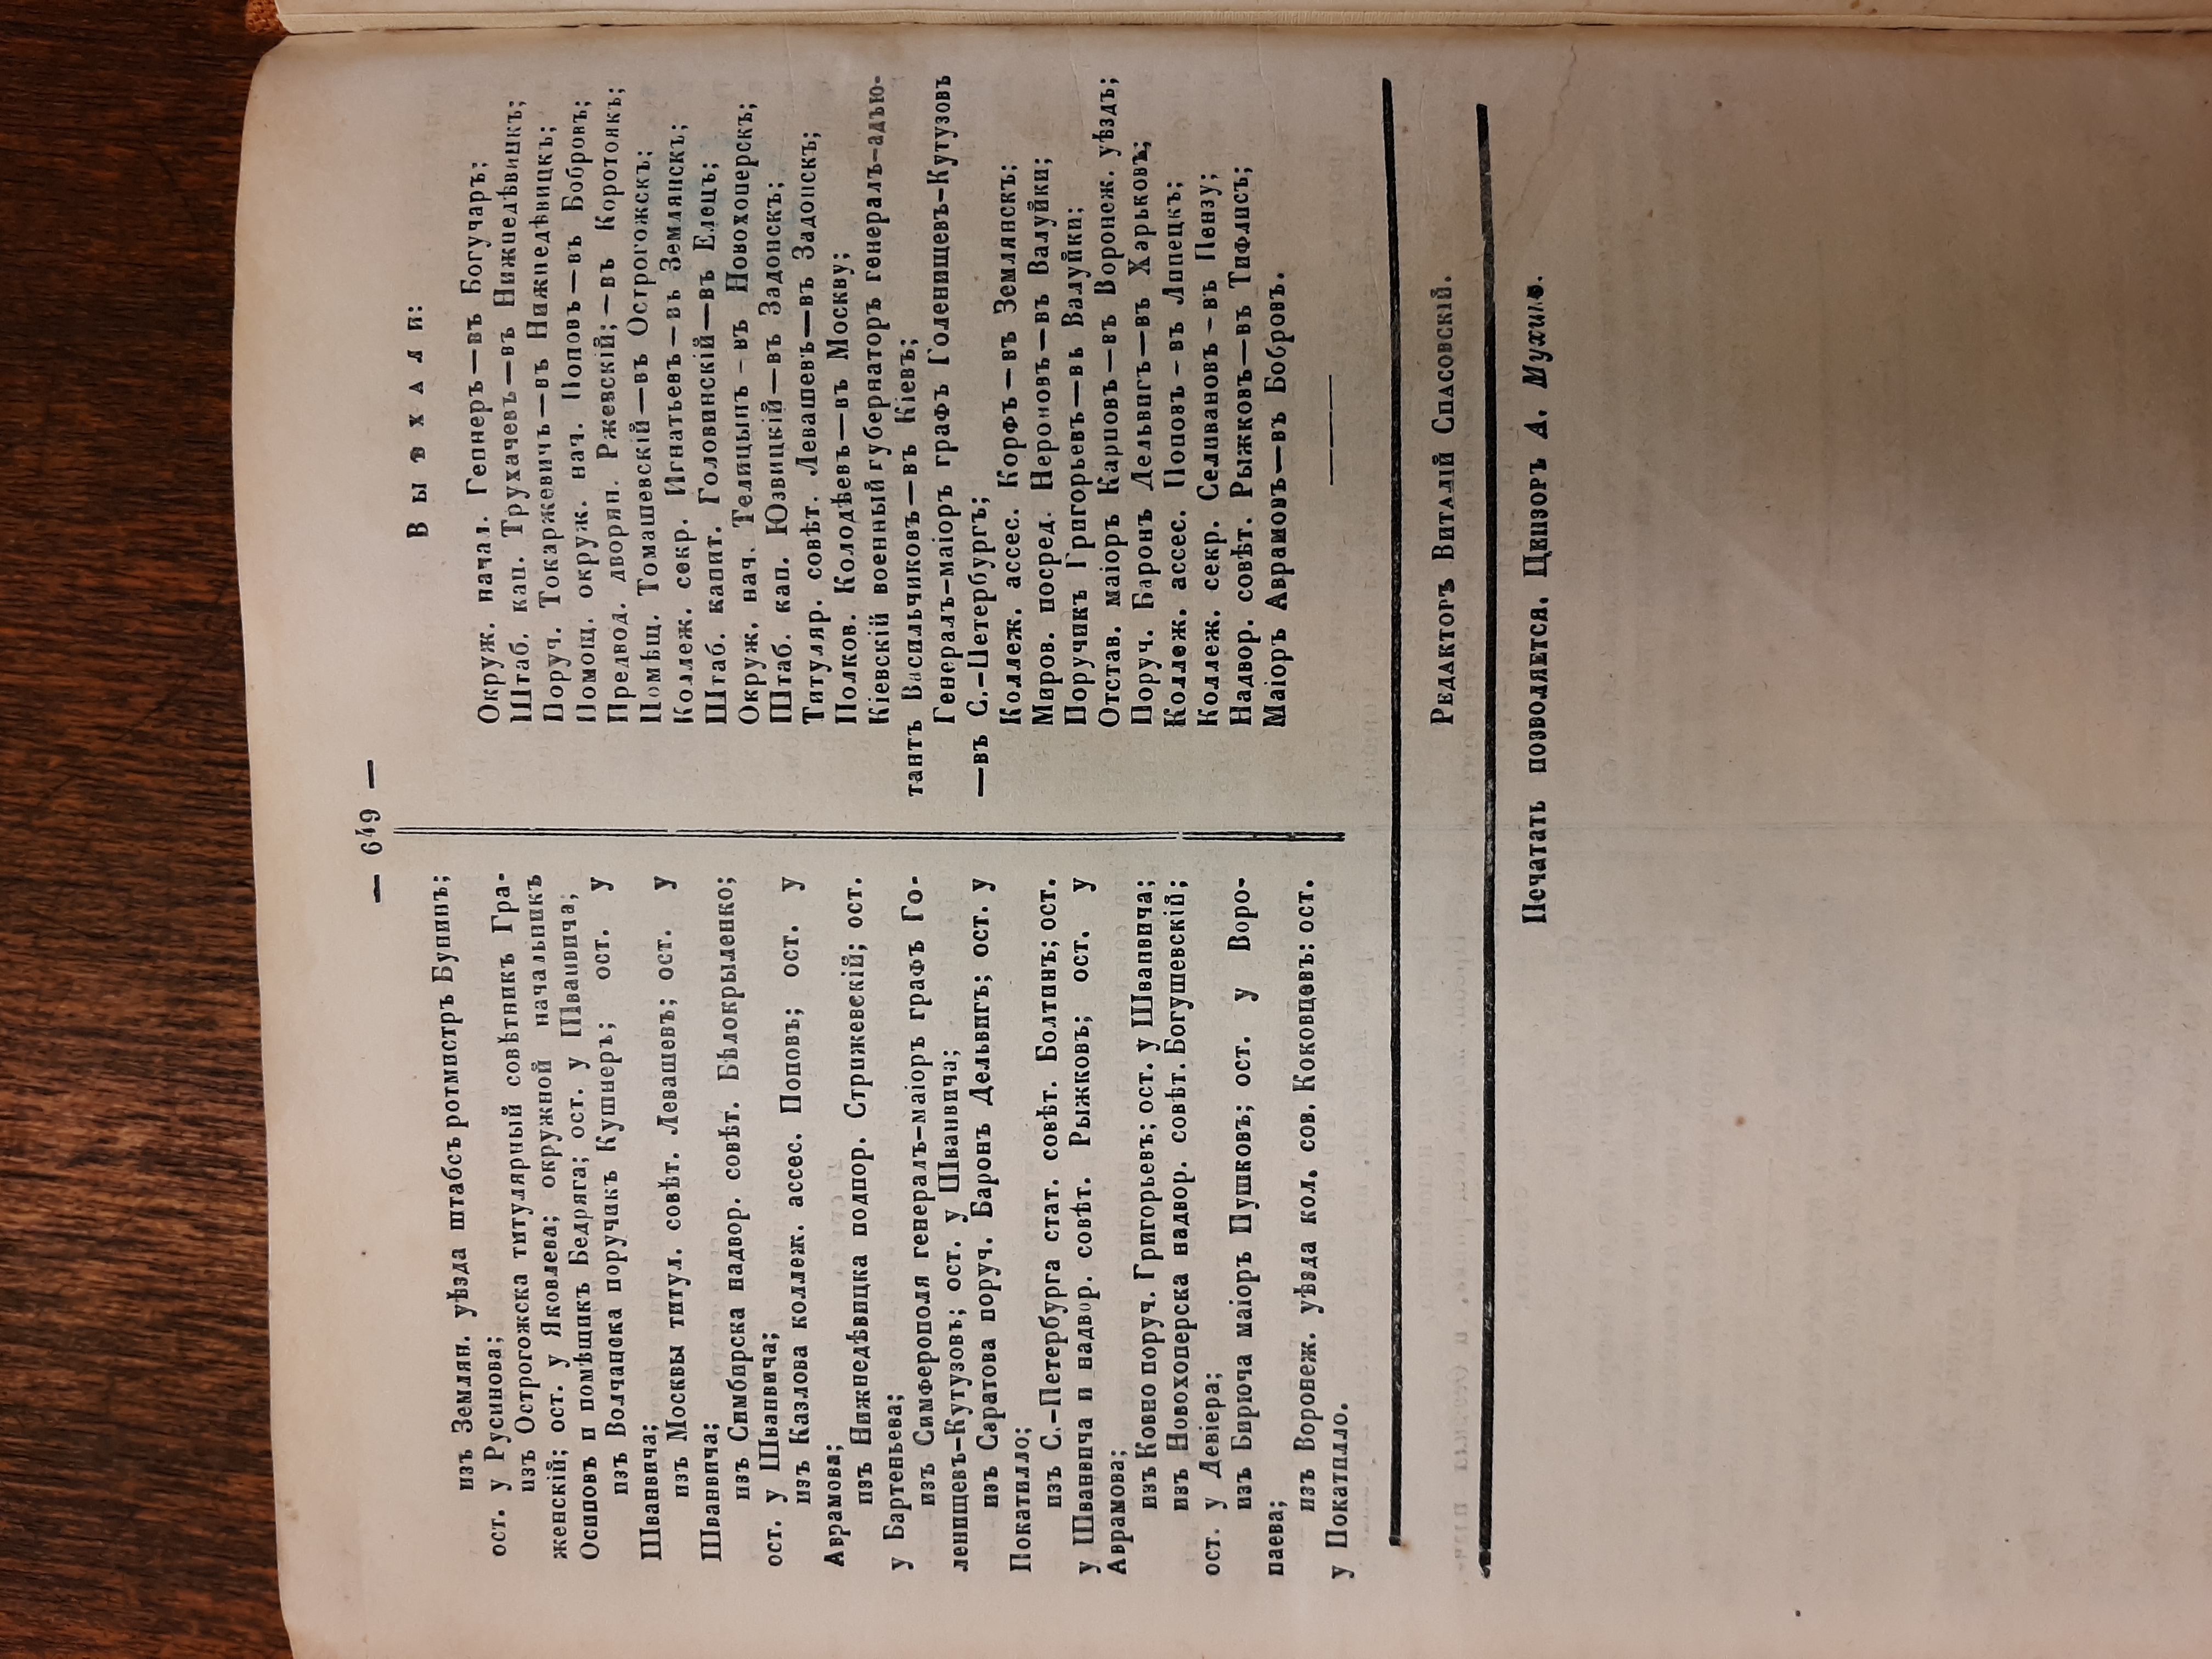 — 649 —
изъ Землян. уѣзда штабсъ ротмистръ Бунинъ;
ост. у Русинова;
изъ Острогожска титулярный совѣтникъ Гра-
женскій; ост. у Яковлева; окружной начальникъ
Осиповъ и помѣщикъ Бедряга; ост. у Шванвича;
изъ Волчанска поручикъ Кушнеръ; ост. у
Шванвича;
изъ Москвы титул. совѣт. Левашевъ; ост. у
Шванвича;
изъ Симбирска надвор. совѣт. Бѣлокрыленко;
ост. у Шванвича;
изъ Казлова коллеж. ассес. Поповъ; ост. у
Аврамова;
изъ Нижнедѣвицка подпор. Стрижевскій; ост.
у Бартеньева;
изъ Симферополя генералъ-маіоръ графъ Го-
ленищевъ-Кутузовъ; ост. у Шванвича;
изъ Саратова поруч. Баронъ Дельвигъ; ост. у
Покатилло;
изъ С.-Петербурга стат. совѣт. Болтинъ; ост.
у Шванвича и надвор. совѣт. Рыжковъ; ост. у
Аврамова;
изъ Ковно поруч. Григорьевъ; ост. у Шванвича;
изъ Новохоперска надвор. совѣт. Богушевскій;
ост. у Девіера;
изъ Бирюча маіоръ Пушковъ; ост. у Воро-
паева;
изъ Воронеж. уѣзда кол. сов. Коковцевъ: ост.
у Покатилло.
Выѣхали:
Окруж. начал. Гепнеръ—въ Богучаръ;
Штаб. кап. Трухачевъ—въ Нижнедѣвицкъ;
Поруч. Токаржевичъ—въ Нижнедѣвицкъ;
Помощ. окруж. нач. Поповъ—въ Бобровъ;
Предвод. дворян. Ржевскій;—въ Коротоякъ;
Помѣщ. Томашевскій—въ Острогожскъ;
Коллеж. секр. Игнатьевъ—въ Землянскъ;
Штаб. капит. Головинскій—въ Елецъ;
Окруж. нач. Телицынъ – въ Новохоперскъ;
Штаб. кап. Юзвицкій—въ Задонскъ;
Титуляр. совѣт. Левашевъ—въ Задонскъ;
Полков. Колодѣевъ—въ Москву;
Кіевскій военный губернаторъ генералъ-адъю-
тантъ Васильчиковъ—въ Кіевъ;
Генералъ-маіоръ графъ Голенищевъ-Кутузовъ
—въ С.-Петербургъ;
Коллеж. ассес. Корфъ—въ Землянскъ;
Миров. посред. Нероновъ—въ Валуйки;
Поручикъ Григорьевъ—въ Валуйки;
Отстав. маіоръ Карповъ—въ Воронеж. уѣздъ;
Поруч. Баронъ Дельвигъ—въ Харьковъ;
Коллеж. ассес. Поповъ – въ Липецкъ;
Коллеж. секр. Селивановъ – въ Пензу;
Надвор. совѣт. Рыжковъ—въ Тифлисъ;
Маіоръ Аврамовъ—въ Бобровъ.
Редакторъ Виталій Спасовскій.
Печатать позволяется. Цензоръ А. Мухинъ.